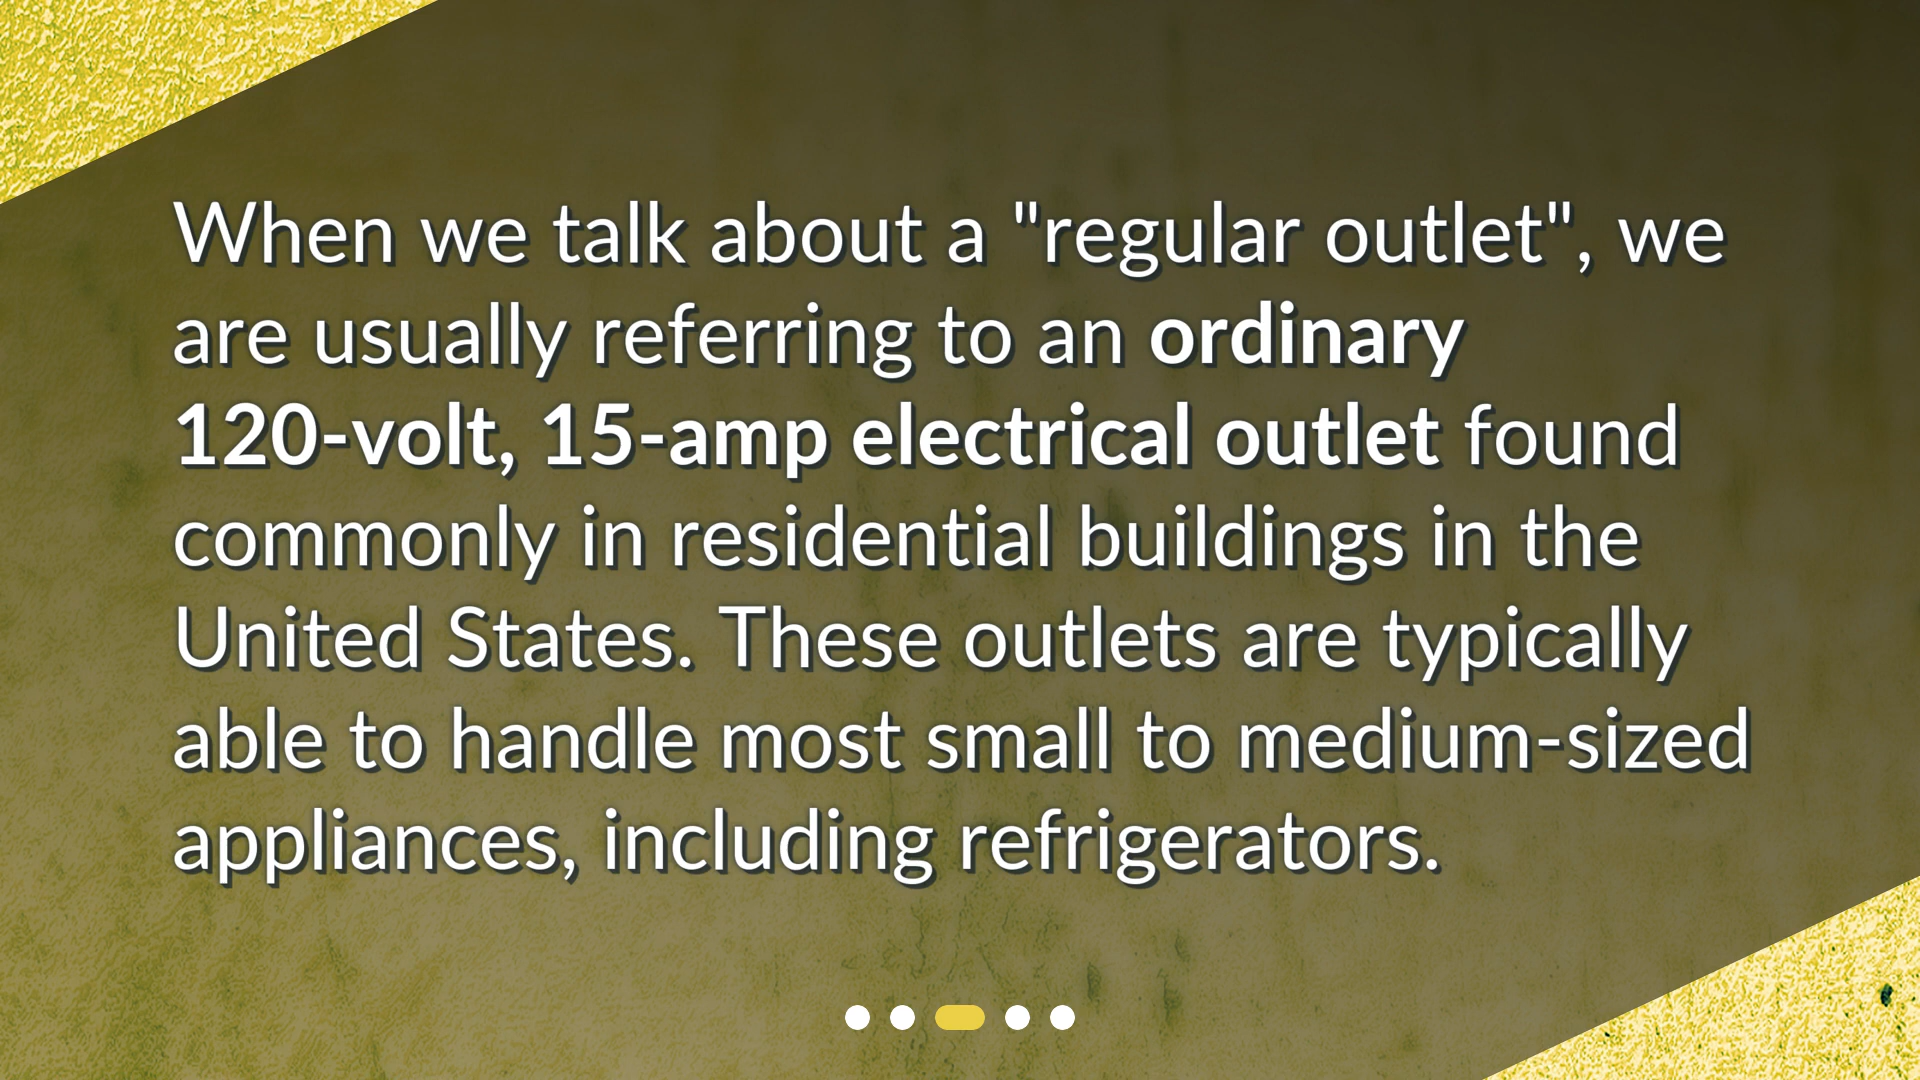 When we talk about a "regular outlet", we
are usually referring to an ordinary
120-volt, 15-amp electrical outlet found
commonly in residential buildings in the
United States. These outlets are typically
able to handle most small to medium-sized
appliances, including refrigerators.